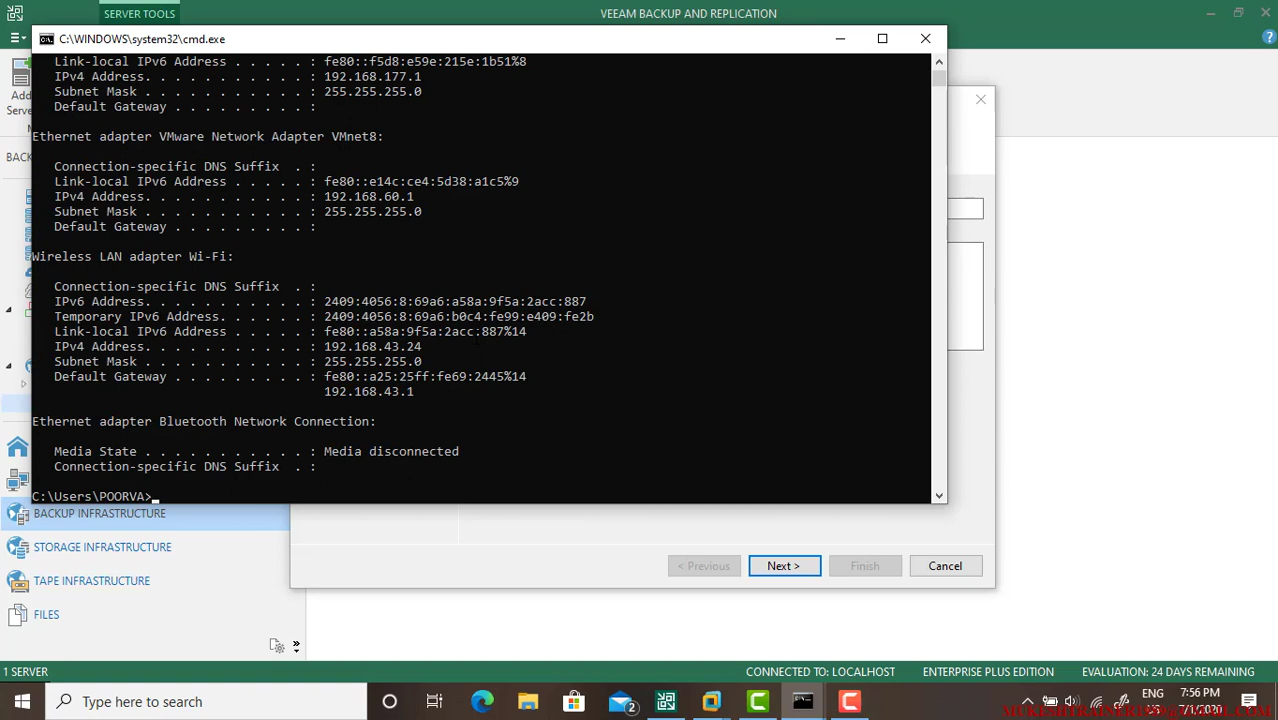 SERVER TOOLS
VEEAM BACKUP AND REPLICATION
C:\WINDOWS\system32\cmd.exe
Link-local IPv6 Address . . . . . : fe80::f5d8:e59e:215e:1b51%8
IPv4 Address. . . . . . . . . . . : 192.168.177.1
Subnet Mask . . . . . . . . . . . : 255.255.255.0
Default Gateway . . . . . . . . . :
Ethernet adapter VMware Network Adapter VMnet8:
Connection-specific DNS Suffix  . :
Link-local IPv6 Address . . . . . : fe80::e14c:ce4:5d38:a1c5%9
IPv4 Address. . . . . . . . . . . : 192.168.60.1
Subnet Mask . . . . . . . . . . . : 255.255.255.0
Default Gateway . . . . . . . . . :
Wireless LAN adapter Wi-Fi:
Connection-specific DNS Suffix  . :
IPv6 Address. . . . . . . . . . . : 2409:4056:8:69a6:a58a:9f5a:2acc:887
Temporary IPv6 Address. . . . . . : 2409:4056:8:69a6:b0c4:fe99:e409:fe2b
Link-local IPv6 Address . . . . . : fe80::a58a:9f5a:2acc:887%14
IPv4 Address. . . . . . . . . . . : 192.168.43.24
Subnet Mask . . . . . . . . . . . : 255.255.255.0
Default Gateway . . . . . . . . . : fe80::a25:25ff:fe69:2445%14
192.168.43.1
Ethernet adapter Bluetooth Network Connection:
Media State . . . . . . . . . . . : Media disconnected
Connection-specific DNS Suffix  . :
C:\Users\POORVA>
Add
Serve
BACK
BACKUP INFRASTRUCTURE
STORAGE INFRASTRUCTURE
TAPE INFRASTRUCTURE
FILES
< Previous
Next >
Finish
Cancel
1 SERVER
CONNECTED TO: LOCALHOST
ENTERPRISE PLUS EDITION
EVALUATION: 24 DAYS REMAINING
Type here to search
2
ENG
7:56 PM
7/1/2020